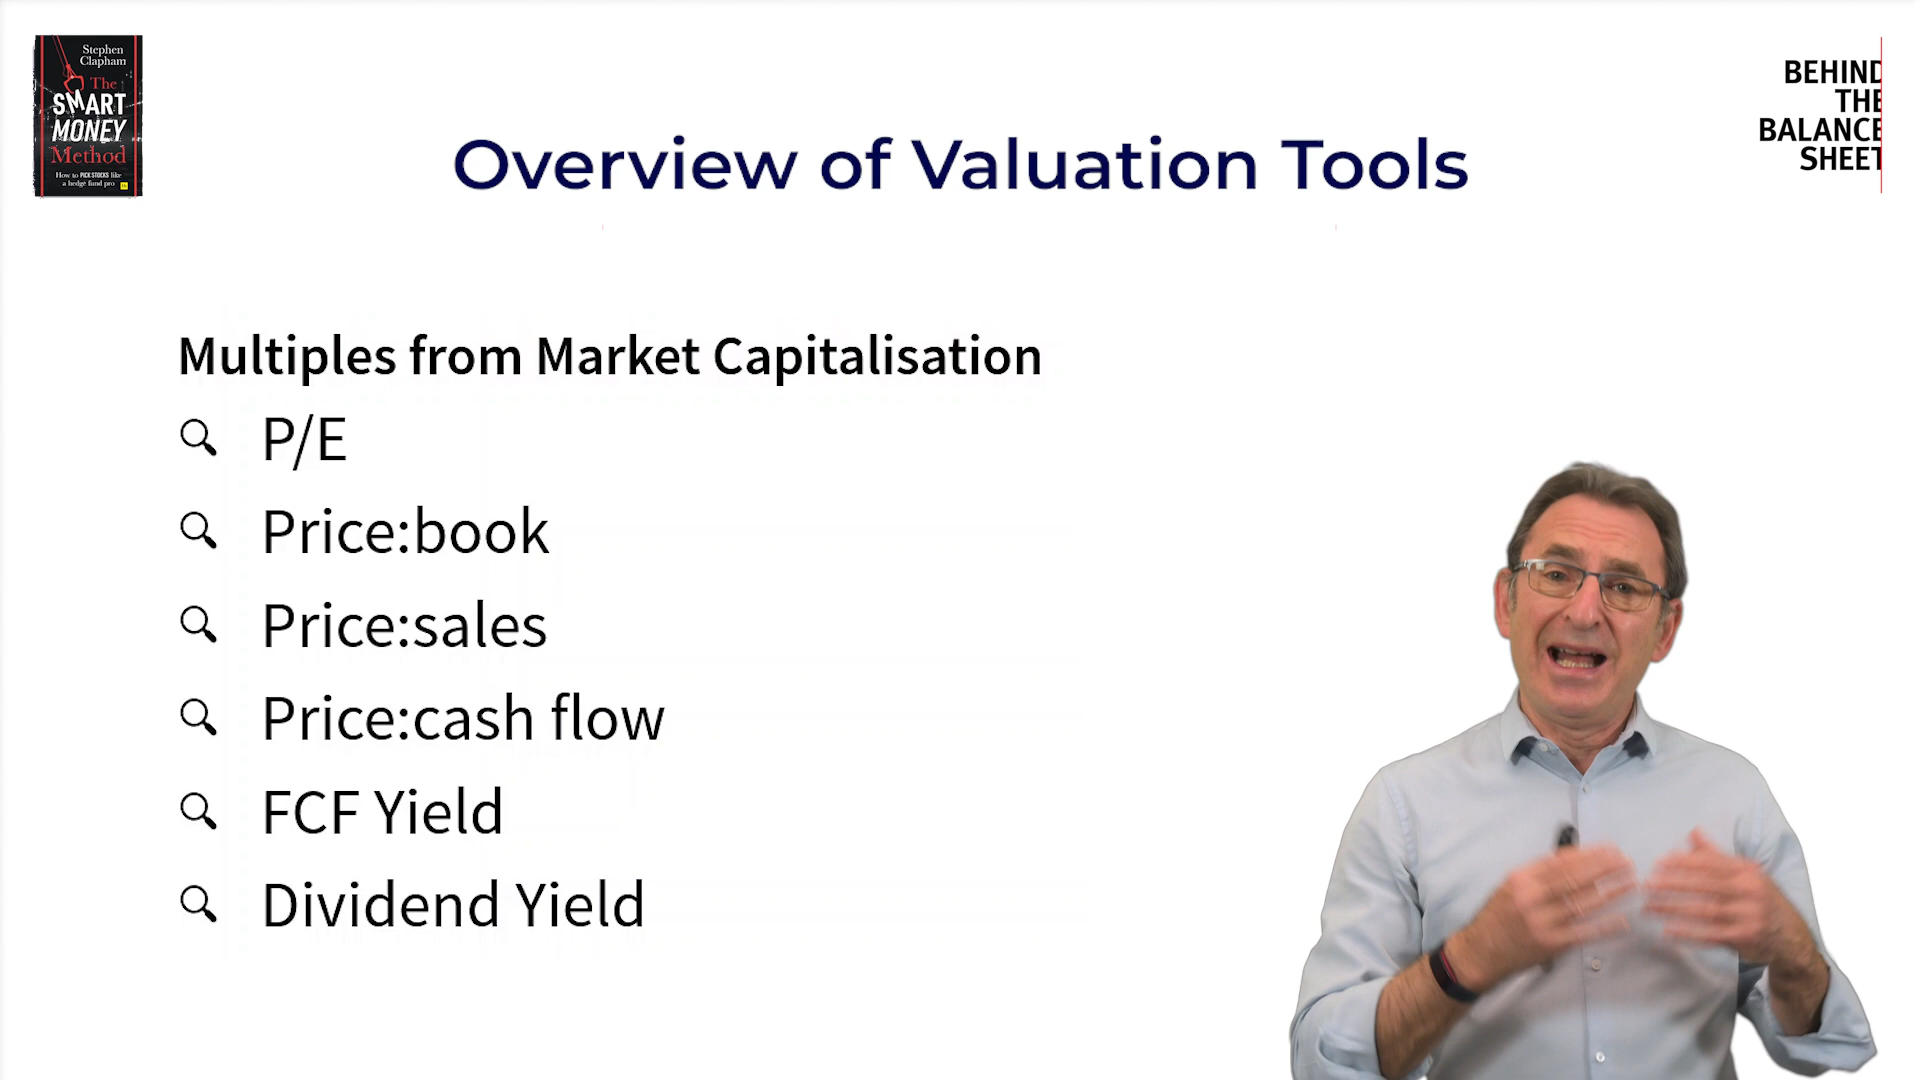 Stephen
Clapham
The
SMART
MONEY
Method
How to PICK STOCKS like
a hedge fund pro
BEHIND
THE
BALANCE
SHEET
Overview of Valuation Tools
Multiples from Market Capitalisation
P/E
Price:book
Price:sales
Price:cash flow
FCF Yield
Dividend Yield